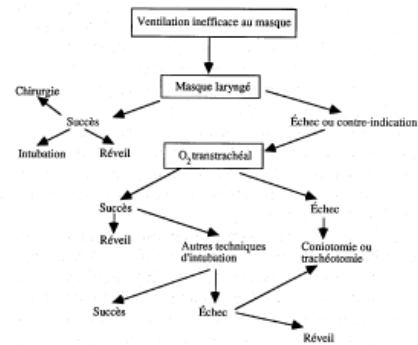 Ventilation inefficace au masque
Masque laryngé
Chirurgie
Succès
Échec ou contre-indication
Intubation
Réveil
O₂ transtrachéal
Succès
Échec
Réveil
Autres techniques
d'intubation
Coniotomie ou
trachéotomie
Succès
Échec
Réveil